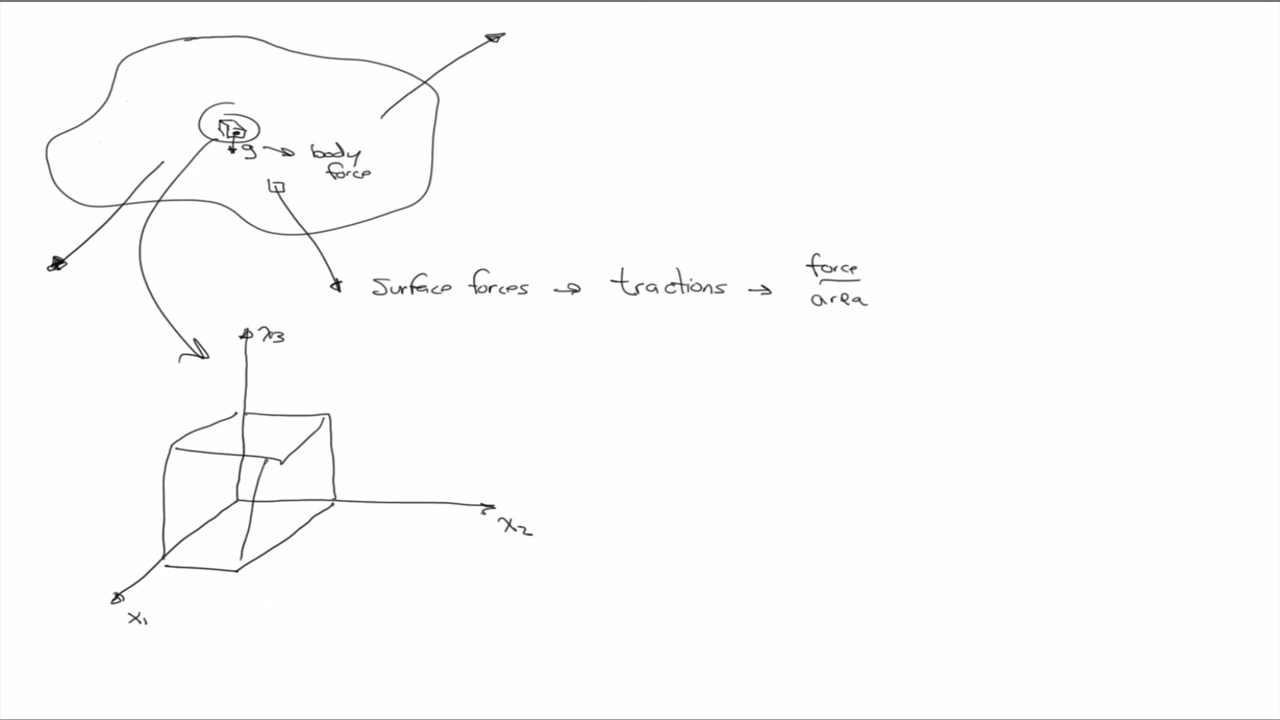 g → body
force
surface forces → tractions → force
area
x3
x2
x1